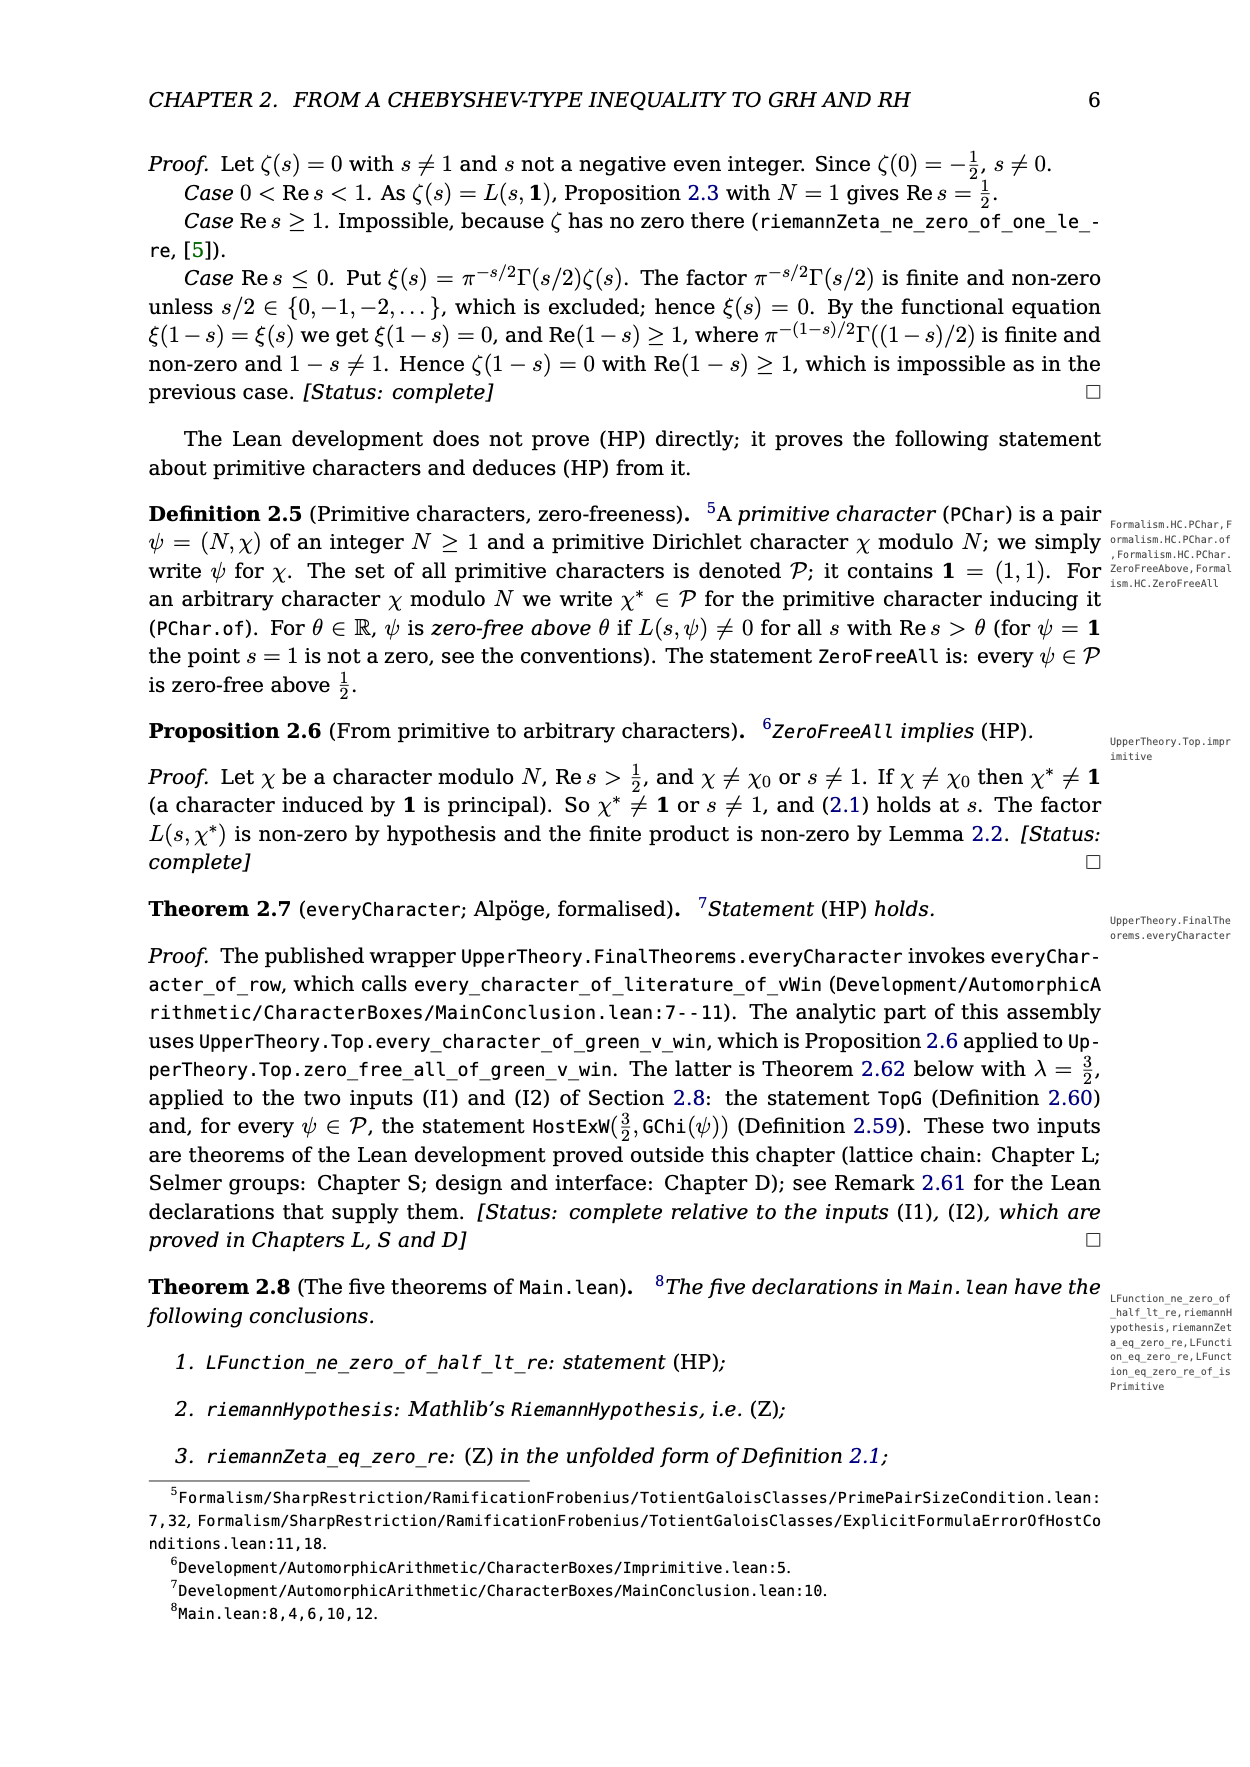 CHAPTER 2. FROM A CHEBYSHEV-TYPE INEQUALITY TO GRH AND RH 6
Proof. Let ζ(s) = 0 with s ≠ 1 and s not a negative even integer. Since ζ(0) = −1/2, s ≠ 0.
Case 0 < Re s < 1. As ζ(s) = L(s, 𝟏), Proposition 2.3 with N = 1 gives Re s = 1/2.
Case Re s ≥ 1. Impossible, because ζ has no zero there (riemannZeta_ne_zero_of_one_le_-
re, [5]).
Case Re s ≤ 0. Put ξ(s) = π^{−s/2}Γ(s/2)ζ(s). The factor π^{−s/2}Γ(s/2) is finite and non-zero
unless s/2 ∈ {0, −1, −2, . . . }, which is excluded; hence ξ(s) = 0. By the functional equation
ξ(1 − s) = ξ(s) we get ξ(1 − s) = 0, and Re(1 − s) ≥ 1, where π^{−(1−s)/2}Γ((1 − s)/2) is finite and
non-zero and 1 − s ≠ 1. Hence ζ(1 − s) = 0 with Re(1 − s) ≥ 1, which is impossible as in the
previous case. [Status: complete] □
The Lean development does not prove (HP) directly; it proves the following statement
about primitive characters and deduces (HP) from it.
Definition 2.5 (Primitive characters, zero-freeness). ⁵A primitive character (PChar) is a pair
ψ = (N, χ) of an integer N ≥ 1 and a primitive Dirichlet character χ modulo N; we simply
write ψ for χ. The set of all primitive characters is denoted 𝒫; it contains 𝟏 = (1, 1). For
an arbitrary character χ modulo N we write χ* ∈ 𝒫 for the primitive character inducing it
(PChar.of). For θ ∈ ℝ, ψ is zero-free above θ if L(s, ψ) ≠ 0 for all s with Re s > θ (for ψ = 𝟏
the point s = 1 is not a zero, see the conventions). The statement ZeroFreeAll is: every ψ ∈ 𝒫
is zero-free above 1/2.
Formalism.HC.PChar,F
ormalism.HC.PChar.of
,Formalism.HC.PChar.
ZeroFreeAbove,Formal
ism.HC.ZeroFreeAll
Proposition 2.6 (From primitive to arbitrary characters). ⁶ZeroFreeAll implies (HP).
UpperTheory.Top.impr
imitive
Proof. Let χ be a character modulo N, Re s > 1/2, and χ ≠ χ₀ or s ≠ 1. If χ ≠ χ₀ then χ* ≠ 𝟏
(a character induced by 𝟏 is principal). So χ* ≠ 𝟏 or s ≠ 1, and (2.1) holds at s. The factor
L(s, χ*) is non-zero by hypothesis and the finite product is non-zero by Lemma 2.2. [Status:
complete] □
Theorem 2.7 (everyCharacter; Alpöge, formalised). ⁷Statement (HP) holds.
UpperTheory.FinalThe
orems.everyCharacter
Proof. The published wrapper UpperTheory.FinalTheorems.everyCharacter invokes everyChar-
acter_of_row, which calls every_character_of_literature_of_vWin (Development/AutomorphicA
rithmetic/CharacterBoxes/MainConclusion.lean:7--11). The analytic part of this assembly
uses UpperTheory.Top.every_character_of_green_v_win, which is Proposition 2.6 applied to Up-
perTheory.Top.zero_free_all_of_green_v_win. The latter is Theorem 2.62 below with λ = 3/2,
applied to the two inputs (I1) and (I2) of Section 2.8: the statement TopG (Definition 2.60)
and, for every ψ ∈ 𝒫, the statement HostExW(3/2, GChi(ψ)) (Definition 2.59). These two inputs
are theorems of the Lean development proved outside this chapter (lattice chain: Chapter L;
Selmer groups: Chapter S; design and interface: Chapter D); see Remark 2.61 for the Lean
declarations that supply them. [Status: complete relative to the inputs (I1), (I2), which are
proved in Chapters L, S and D] □
Theorem 2.8 (The five theorems of Main.lean). ⁸The five declarations in Main.lean have the
following conclusions.
LFunction_ne_zero_of
_half_lt_re,riemannH
ypothesis,riemannZet
a_eq_zero_re,LFuncti
on_eq_zero_re,LFunct
ion_eq_zero_re_of_is
Primitive
1. LFunction_ne_zero_of_half_lt_re: statement (HP);
2. riemannHypothesis: Mathlib’s RiemannHypothesis, i.e. (Z);
3. riemannZeta_eq_zero_re: (Z) in the unfolded form of Definition 2.1;
⁵Formalism/SharpRestriction/RamificationFrobenius/TotientGaloisClasses/PrimePairSizeCondition.lean:
7,32, Formalism/SharpRestriction/RamificationFrobenius/TotientGaloisClasses/ExplicitFormulaErrorOfHostCo
nditions.lean:11,18.
⁶Development/AutomorphicArithmetic/CharacterBoxes/Imprimitive.lean:5.
⁷Development/AutomorphicArithmetic/CharacterBoxes/MainConclusion.lean:10.
⁸Main.lean:8,4,6,10,12.